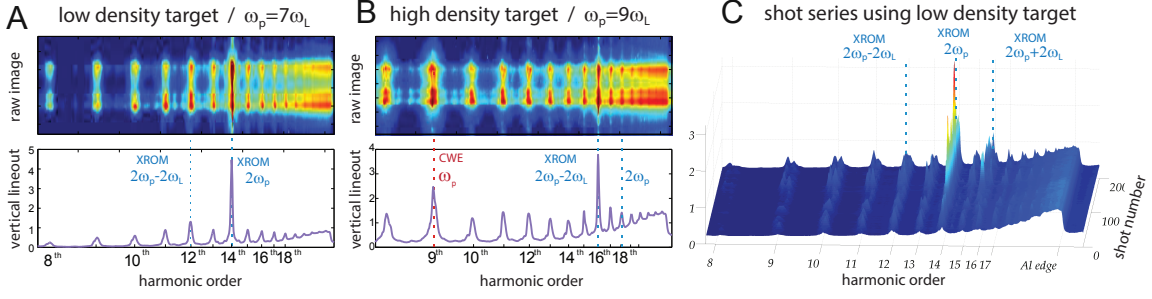 A low density target / ωp=7ωL
raw image
XROM
2ωp-2ωL
XROM
2ωp
vertical lineout
5
4
3
2
1
0
8th 10th 12th 14th 16th 18th
harmonic order
B high density target / ωp=9ωL
raw image
CWE
ωp
XROM
2ωp-2ωL
2ωp
vertical lineout
4
3
2
1
0
9th 10th 12th 14th 16th 18th
harmonic order
C shot series using low density target
XROM
2ωp-2ωL
XROM
2ωp
XROM
2ωp+2ωL
3
2
1
0
8 9 10 11 12 13 14 15 16 17 Al edge
harmonic order
0
100
200
shot number